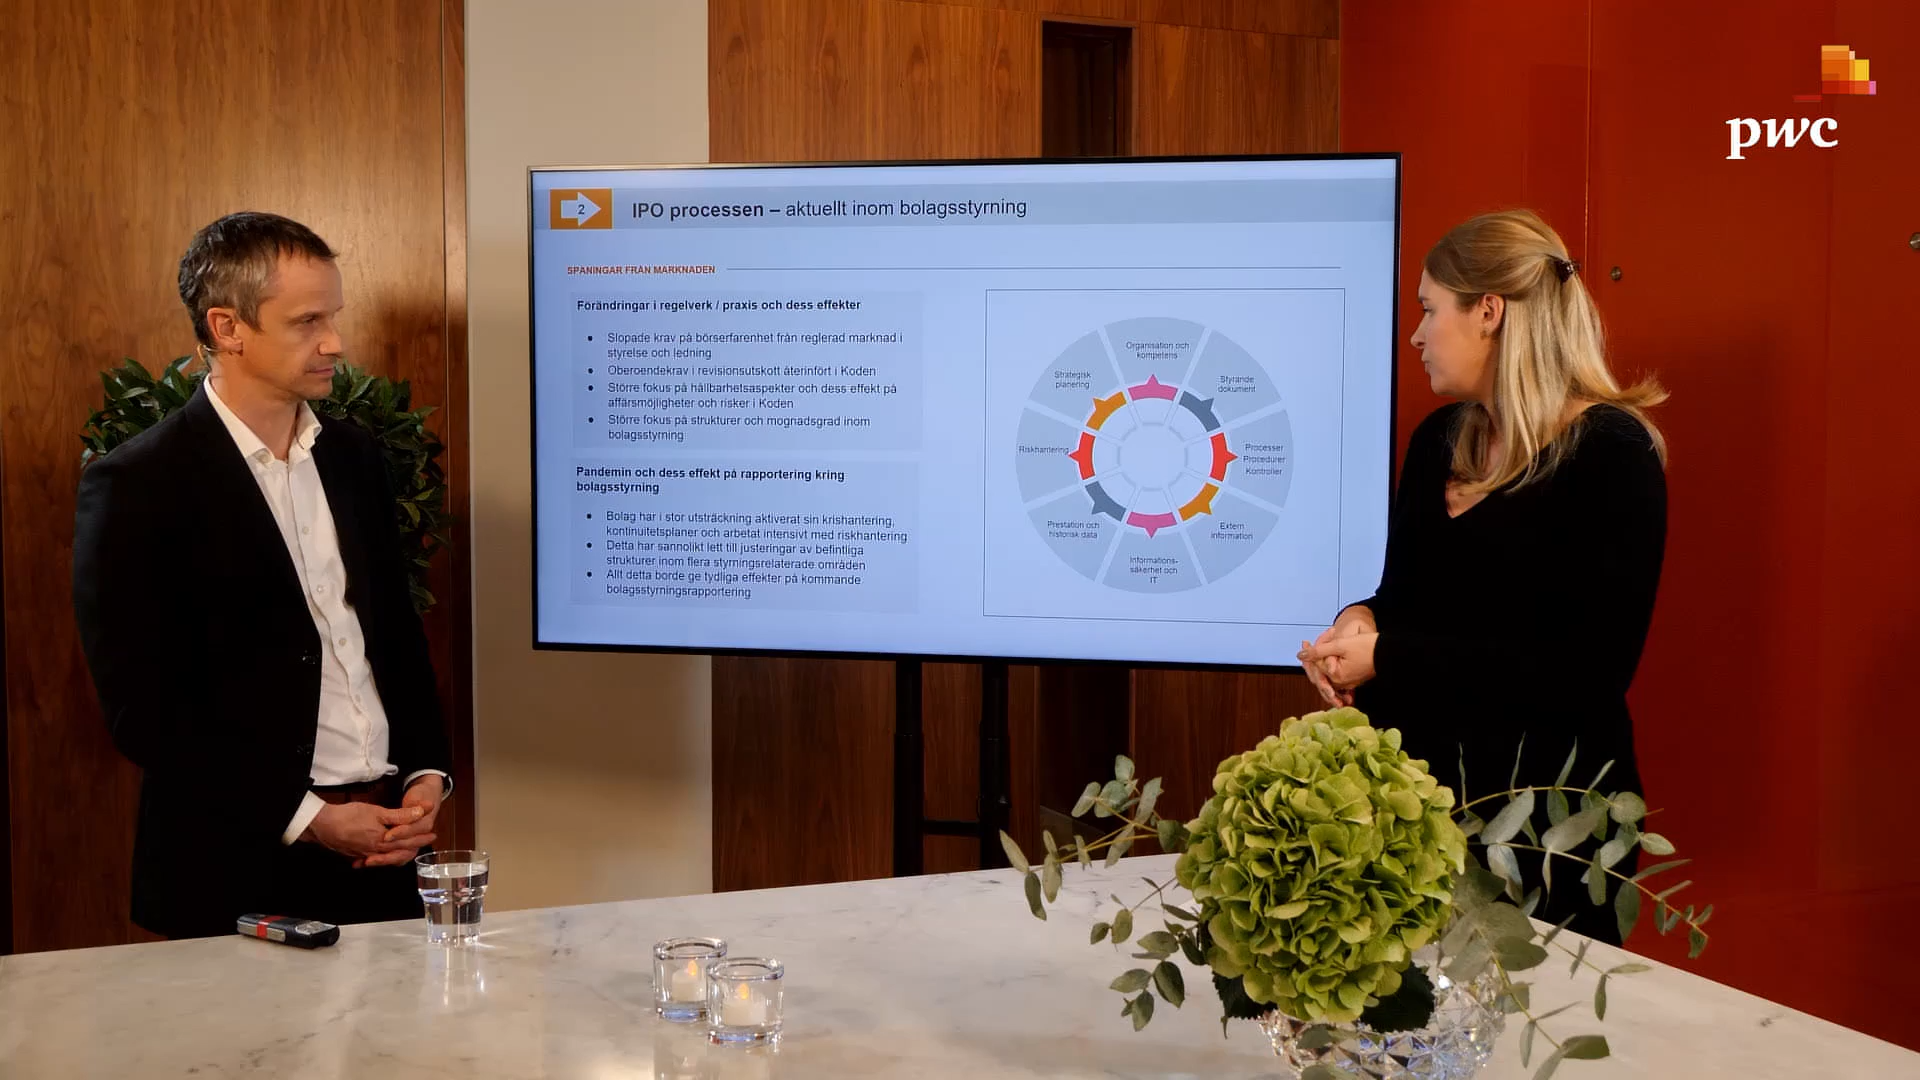 pwc
2
IPO processen – aktuellt inom bolagsstyrning
SPANINGAR FRÅN MARKNADEN
Förändringar i regelverk / praxis och dess effekter
Slopade krav på börserfarenhet från reglerad marknad i
styrelse och ledning
Oberoendekrav i revisionsutskott återinfört i Koden
Större fokus på hållbarhetsaspekter och dess effekt på
affärsmöjligheter och risker i Koden
Större fokus på strukturer och mognadsgrad inom
bolagsstyrning
Pandemin och dess effekt på rapportering kring
bolagsstyrning
Bolag har i stor utsträckning aktiverat sin krishantering,
kontinuitetsplaner och arbetat intensivt med riskhantering
Detta har sannolikt lett till justeringar av befintliga
strukturer inom flera styrningsrelaterade områden
Allt detta borde ge tydliga effekter på kommande
bolagsstyrningsrapportering
Organisation och
kompetens
Styrande
dokument
Processer
Procedurer
Kontroller
Extern
information
Informations-
säkerhet och
IT
Prestation och
historisk data
Riskhantering
Strategisk
planering